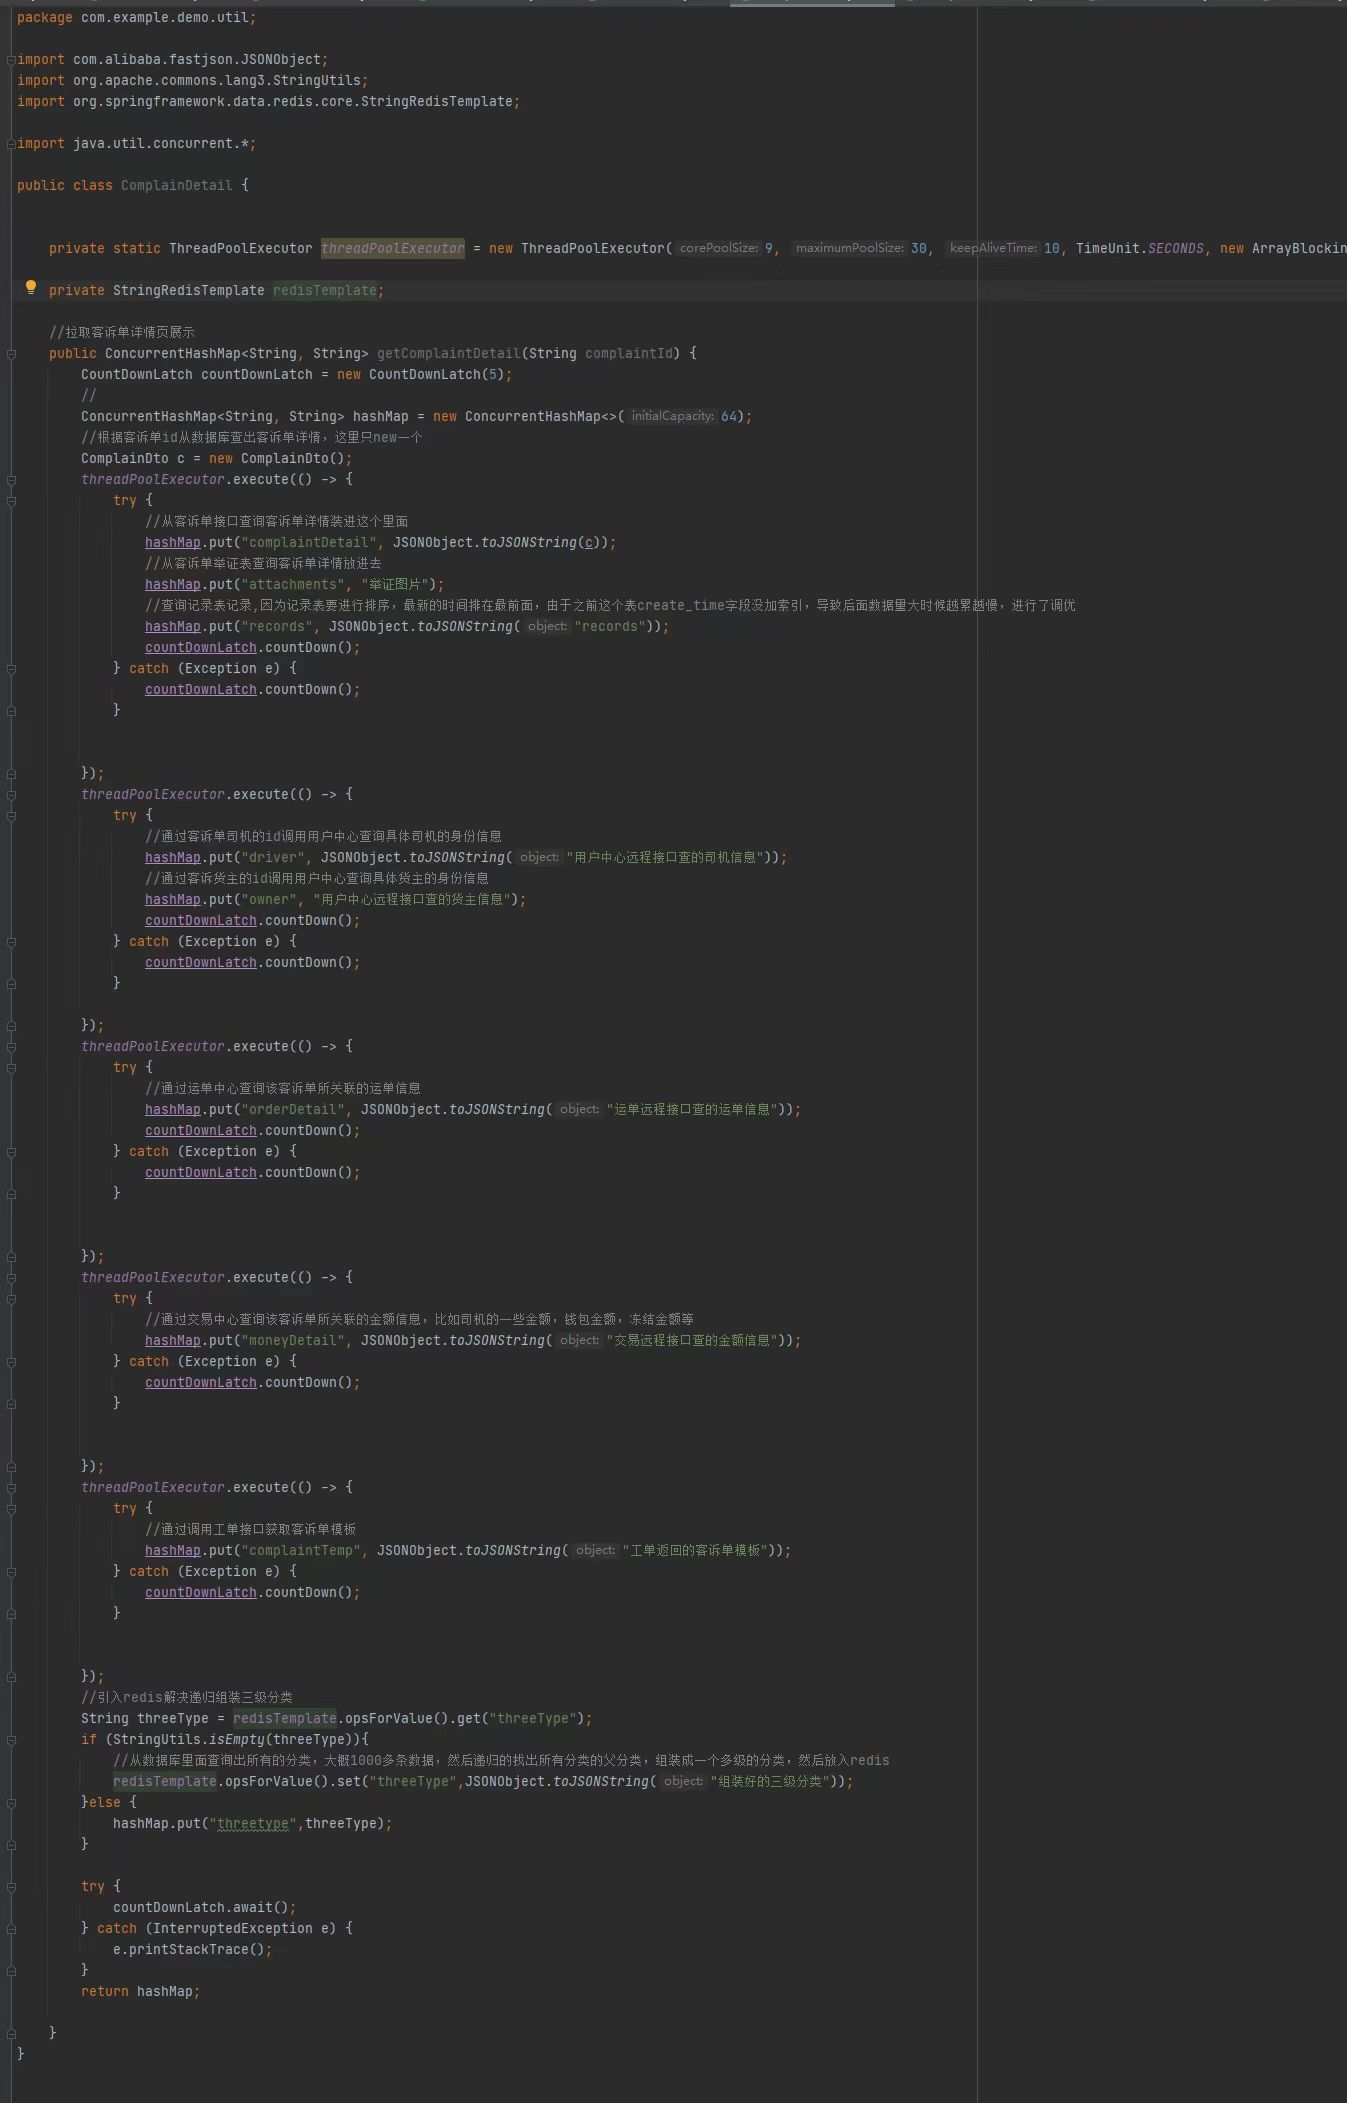 package com.example.demo.util;
import com.alibaba.fastjson.JSONObject;
import org.apache.commons.lang3.StringUtils;
import org.springframework.data.redis.core.StringRedisTemplate;
import java.util.concurrent.*;
public class ComplainDetail {
private static ThreadPoolExecutor threadPoolExecutor = new ThreadPoolExecutor( corePoolSize: 9, maximumPoolSize: 30, keepAliveTime: 10, TimeUnit.SECONDS, new ArrayBlockin
private StringRedisTemplate redisTemplate;
//拉取客诉单详情页展示
public ConcurrentHashMap<String, String> getComplaintDetail(String complaintId) {
CountDownLatch countDownLatch = new CountDownLatch(5);
//
ConcurrentHashMap<String, String> hashMap = new ConcurrentHashMap<>( initialCapacity: 64);
//根据客诉单id从数据库查出客诉单详情，这里只new一个
ComplainDto c = new ComplainDto();
threadPoolExecutor.execute(() -> {
try {
//从客诉单接口查询客诉单详情装进这个里面
hashMap.put("complaintDetail", JSONObject.toJSONString(c));
//从客诉单举证表查询客诉单详情放进去
hashMap.put("attachments", "举证图片");
//查询记录表记录,因为记录表要进行排序，最新的时间排在最前面，由于之前这个表create_time字段没加索引，导致后面数据量大时候越累越慢，进行了调优
hashMap.put("records", JSONObject.toJSONString( object: "records"));
countDownLatch.countDown();
} catch (Exception e) {
countDownLatch.countDown();
}
});
threadPoolExecutor.execute(() -> {
try {
//通过客诉单司机的id调用用户中心查询具体司机的身份信息
hashMap.put("driver", JSONObject.toJSONString( object: "用户中心远程接口查的司机信息"));
//通过客诉货主的id调用用户中心查询具体货主的身份信息
hashMap.put("owner", "用户中心远程接口查的货主信息");
countDownLatch.countDown();
} catch (Exception e) {
countDownLatch.countDown();
}
});
threadPoolExecutor.execute(() -> {
try {
//通过运单中心查询该客诉单所关联的运单信息
hashMap.put("orderDetail", JSONObject.toJSONString( object: "运单远程接口查的运单信息"));
countDownLatch.countDown();
} catch (Exception e) {
countDownLatch.countDown();
}
});
threadPoolExecutor.execute(() -> {
try {
//通过交易中心查询该客诉单所关联的金额信息，比如司机的一些金额，钱包金额，冻结金额等
hashMap.put("moneyDetail", JSONObject.toJSONString( object: "交易远程接口查的金额信息"));
} catch (Exception e) {
countDownLatch.countDown();
}
});
threadPoolExecutor.execute(() -> {
try {
//通过调用工单接口获取客诉单模板
hashMap.put("complaintTemp", JSONObject.toJSONString( object: "工单返回的客诉单模板"));
} catch (Exception e) {
countDownLatch.countDown();
}
});
//引入redis解决递归组装三级分类
String threeType = redisTemplate.opsForValue().get("threeType");
if (StringUtils.isEmpty(threeType)){
//从数据库里面查询出所有的分类，大概1000多条数据，然后递归的找出所有分类的父分类，组装成一个多级的分类，然后放入redis
redisTemplate.opsForValue().set("threeType",JSONObject.toJSONString( object: "组装好的三级分类"));
}else {
hashMap.put("threetype",threeType);
}
try {
countDownLatch.await();
} catch (InterruptedException e) {
e.printStackTrace();
}
return hashMap;
}
}